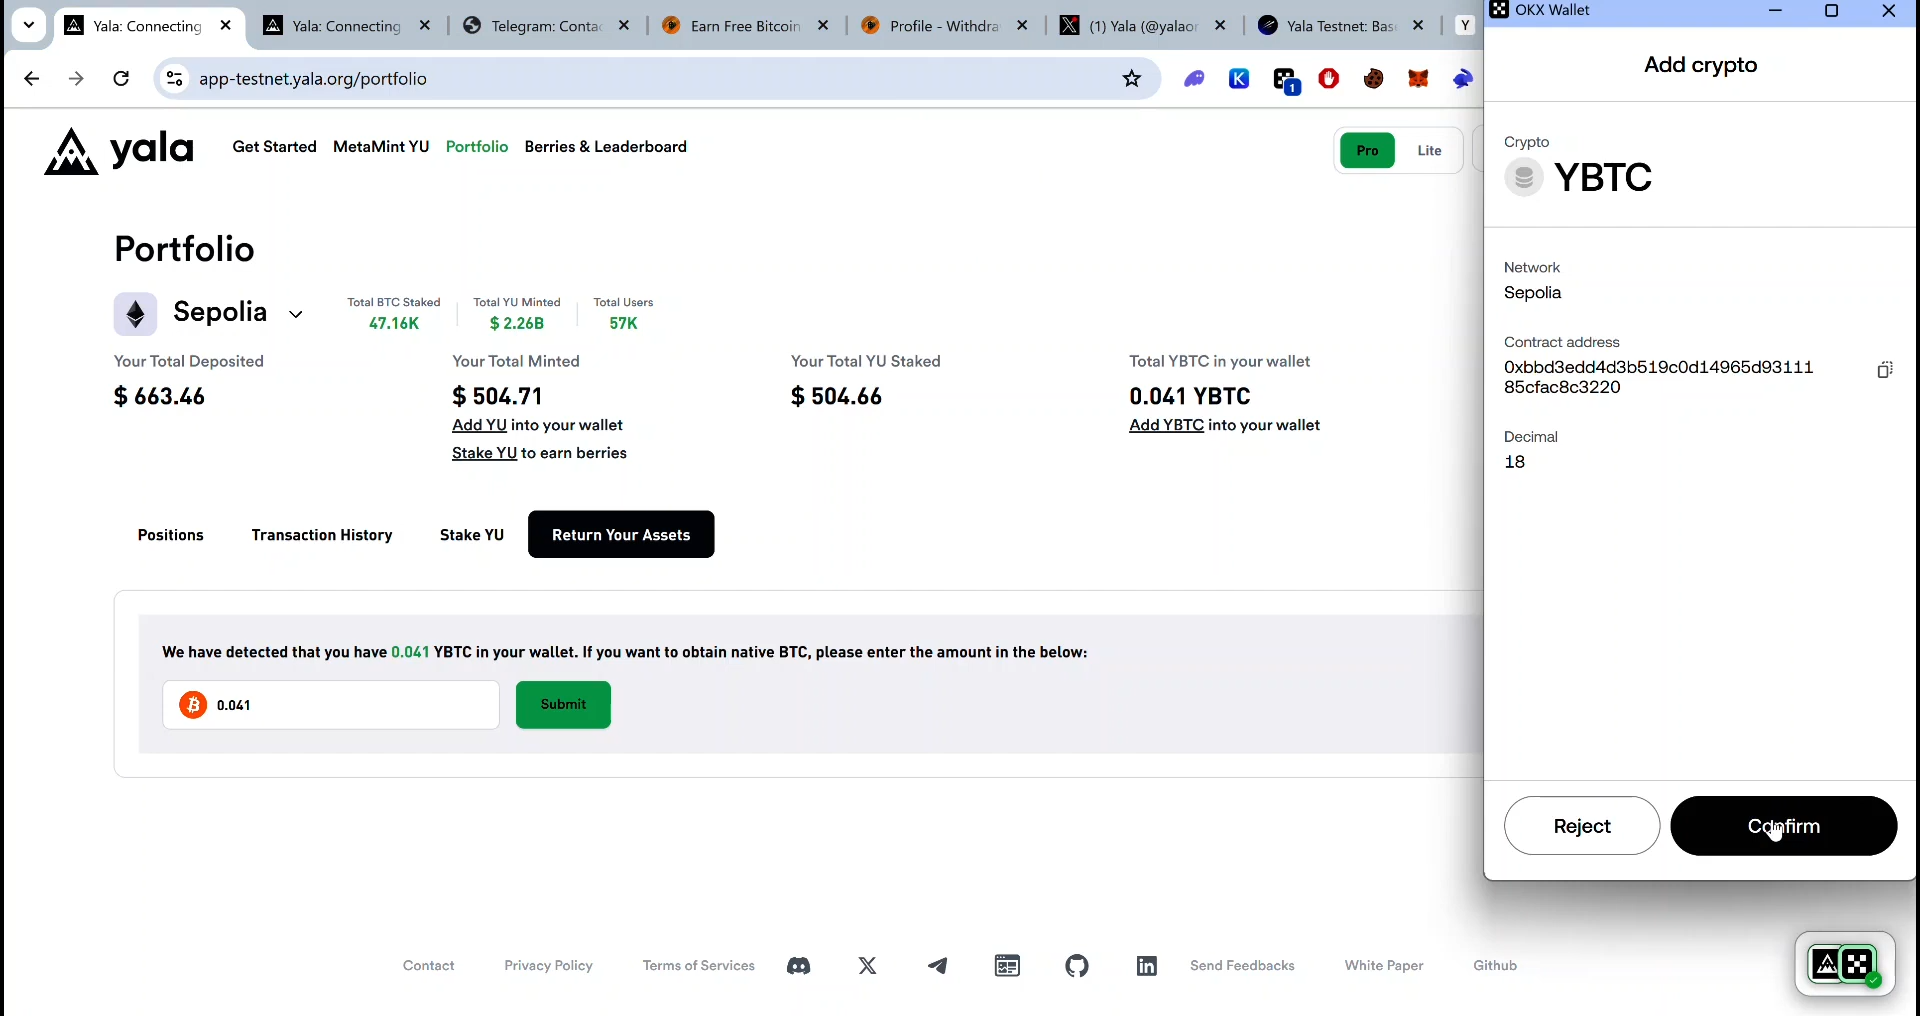 Yala: Connecting
Yala: Connecting
Telegram: Contac
Earn Free Bitcoin
Profile - Withdra
(1) Yala (@yalaor
Yala Testnet: Bas
Y
OKX Wallet
app-testnet.yala.org/portfolio
K
1
Add crypto
yala
Get Started
MetaMint YU
Portfolio
Berries & Leaderboard
Pro
Lite
Crypto
YBTC
Portfolio
Sepolia
Total BTC Staked
47.16K
Total YU Minted
$ 2.26B
Total Users
57K
Network
Sepolia
Your Total Deposited
$ 663.46
Your Total Minted
$ 504.71
Add YU into your wallet
Stake YU to earn berries
Your Total YU Staked
$ 504.66
Total YBTC in your wallet
0.041 YBTC
Add YBTC into your wallet
Contract address
0xbbd3edd4d3b519c0d14965d93111
85cfac8c3220
Decimal
18
Positions
Transaction History
Stake YU
Return Your Assets
We have detected that you have 0.041 YBTC in your wallet. If you want to obtain native BTC, please enter the amount in the below:
0.041
Submit
Reject
Confirm
Contact
Privacy Policy
Terms of Services
Send Feedbacks
White Paper
Github